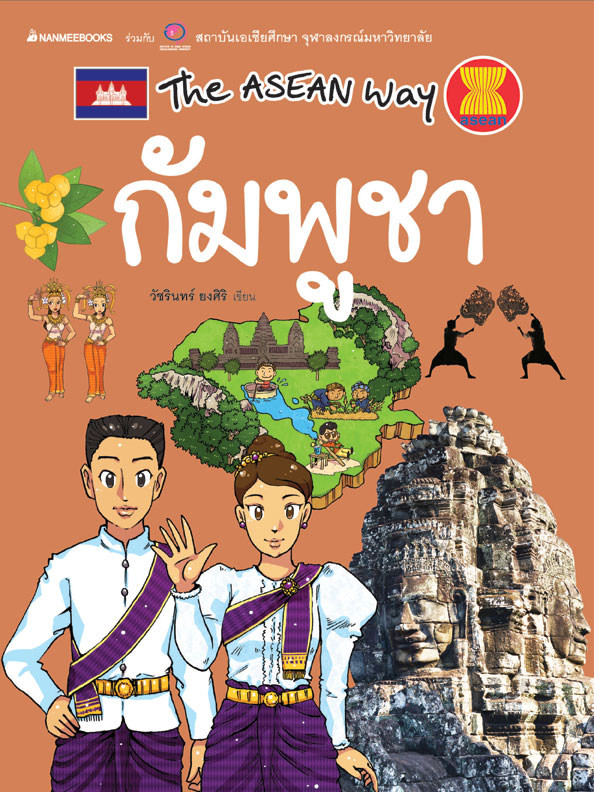 NANMEEBOOKS ร่วมกับ สถาบันเอเชียศึกษา จุฬาลงกรณ์มหาวิทยาลัย
The ASEAN Way
asean
กัมพูชา
วัชรินทร์ ยงศิริ เขียน